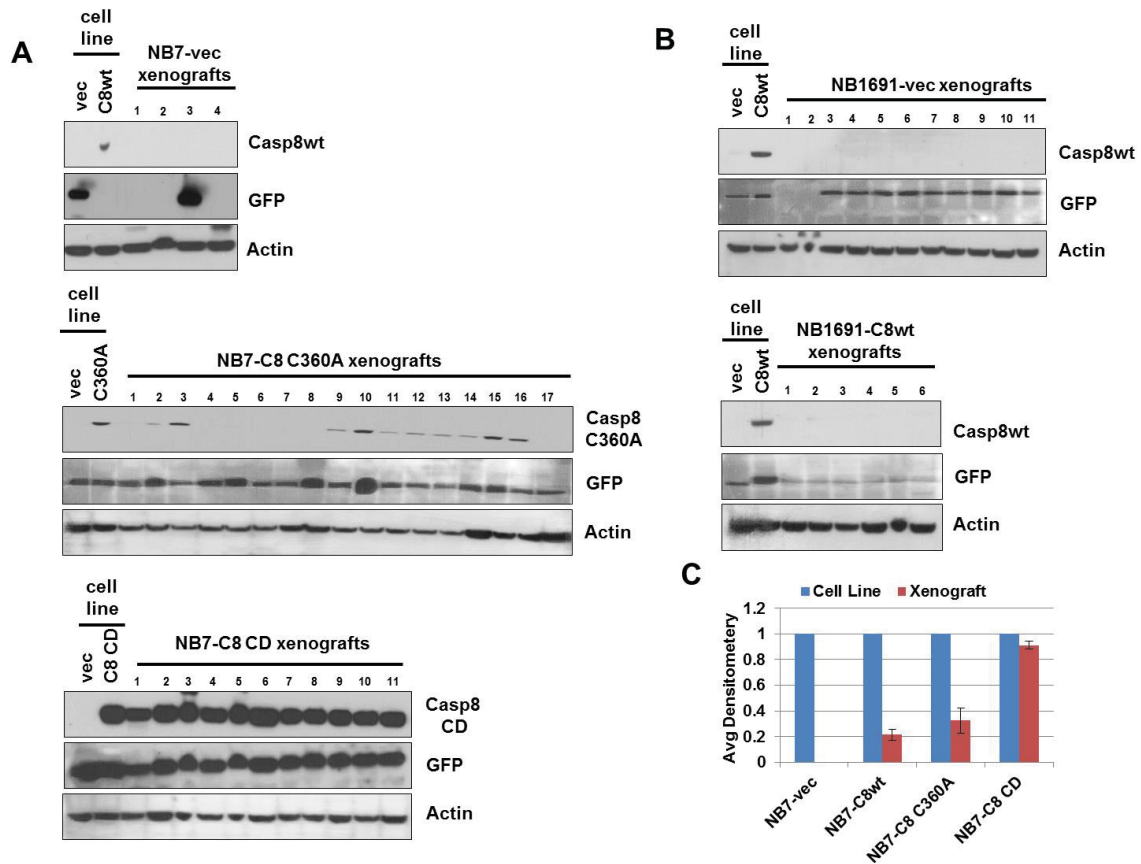 A
cell
line
NB7-vec
xenografts
vec
C8wt
1 2 3 4
Casp8wt
GFP
Actin
cell
line
vec
C360A
NB7-C8 C360A xenografts
1 2 3 4 5 6 7 8 9 10 11 12 13 14 15 16 17
Casp8
C360A
GFP
Actin
cell
line
vec
C8 CD
NB7-C8 CD xenografts
1 2 3 4 5 6 7 8 9 10 11
Casp8
CD
GFP
Actin
B
cell
line
vec
C8wt
NB1691-vec xenografts
1 2 3 4 5 6 7 8 9 10 11
Casp8wt
GFP
Actin
cell
line
vec
C8wt
NB1691-C8wt
xenografts
1 2 3 4 5 6
Casp8wt
GFP
Actin
C
Cell Line Xenograft
Avg Densitometery
1.2
1
0.8
0.6
0.4
0.2
0
NB7-vec
NB7-C8wt
NB7-C8 C360A
NB7-C8 CD